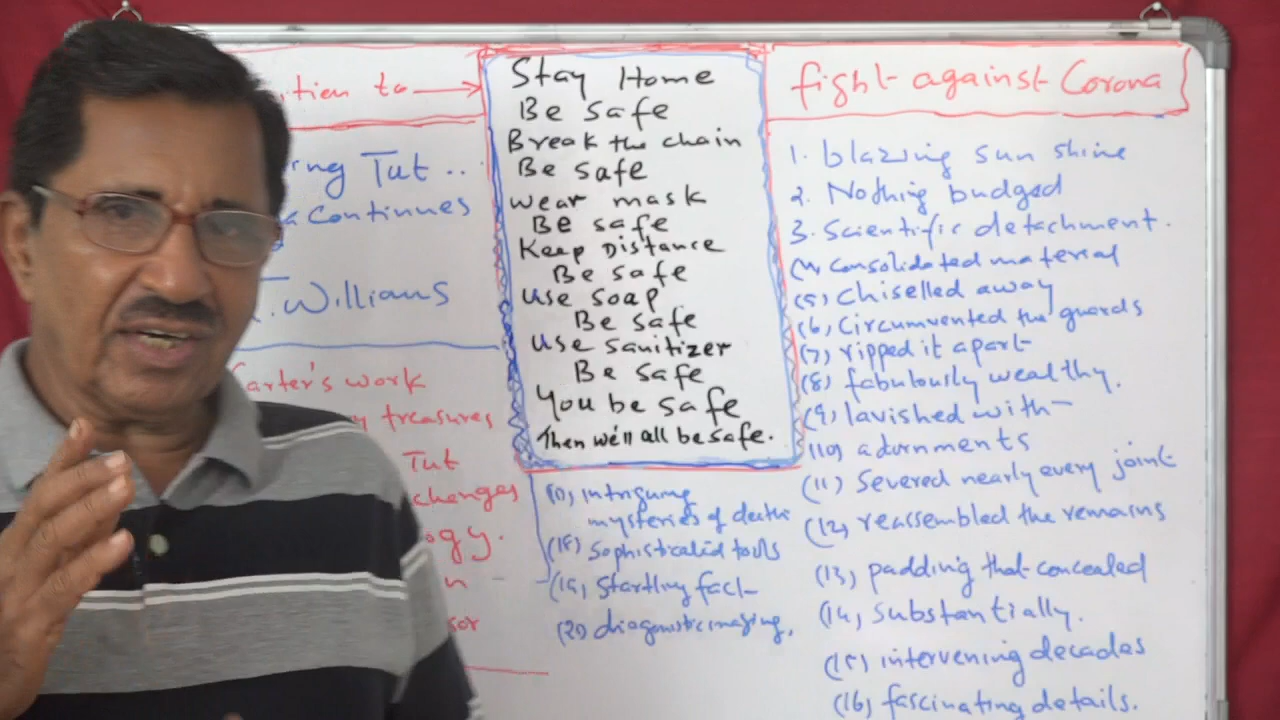 to →
Stay Home
Be safe
Break the chain
Be safe
Wear mask
Be safe
Keep Distance
Be safe
Use soap
Be safe
Use sanitizer
Be safe
You be safe
Then we'll all be safe.
fight against Corona
Tut ..
continues
T. Willians
Carter's work
treasures
Tut
changes
1. blazing sun shine
2. Nothing budged
3. Scientific detachment.
(4) consolidated material
(5) chiselled away
(6) Circumvented the guards
(7) ripped it apart
(8) fabulously wealthy.
(9) lavished with
(10) adornments
(11) Severed nearly every joint
(12) reassembled the remains
(13) padding that concealed
(14) substantially.
(15) intervening decades
(16) fascinating details.
intriguing
mysteries of
(18) sophisticated tools
(19) startling fact
(20) diagonostic imaging,